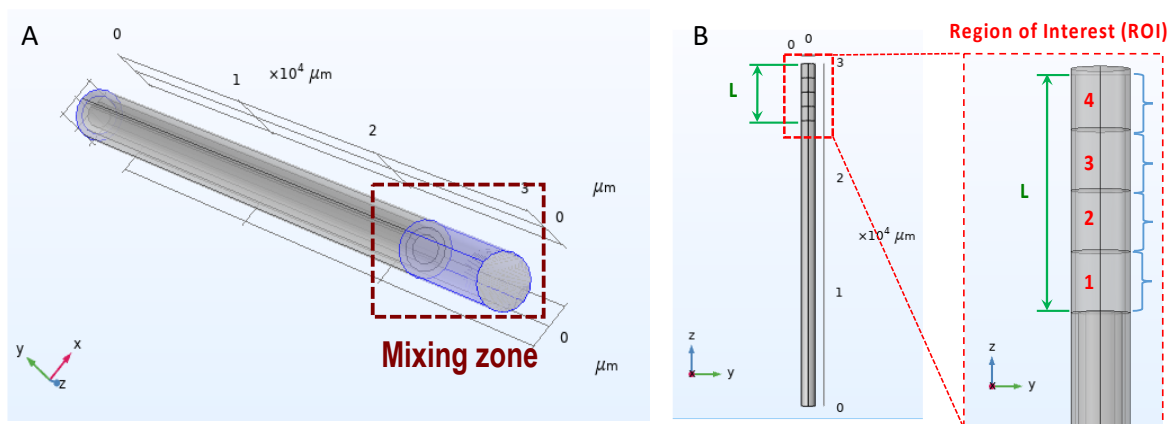 A
0
1
×10⁴ µm
2
3
µm
0
0
µm
Mixing zone
y
x
z
B
0
0
3
L
2
×10⁴ µm
1
0
z
x
y
Region of Interest (ROI)
4
3
L
2
1
z
x
y